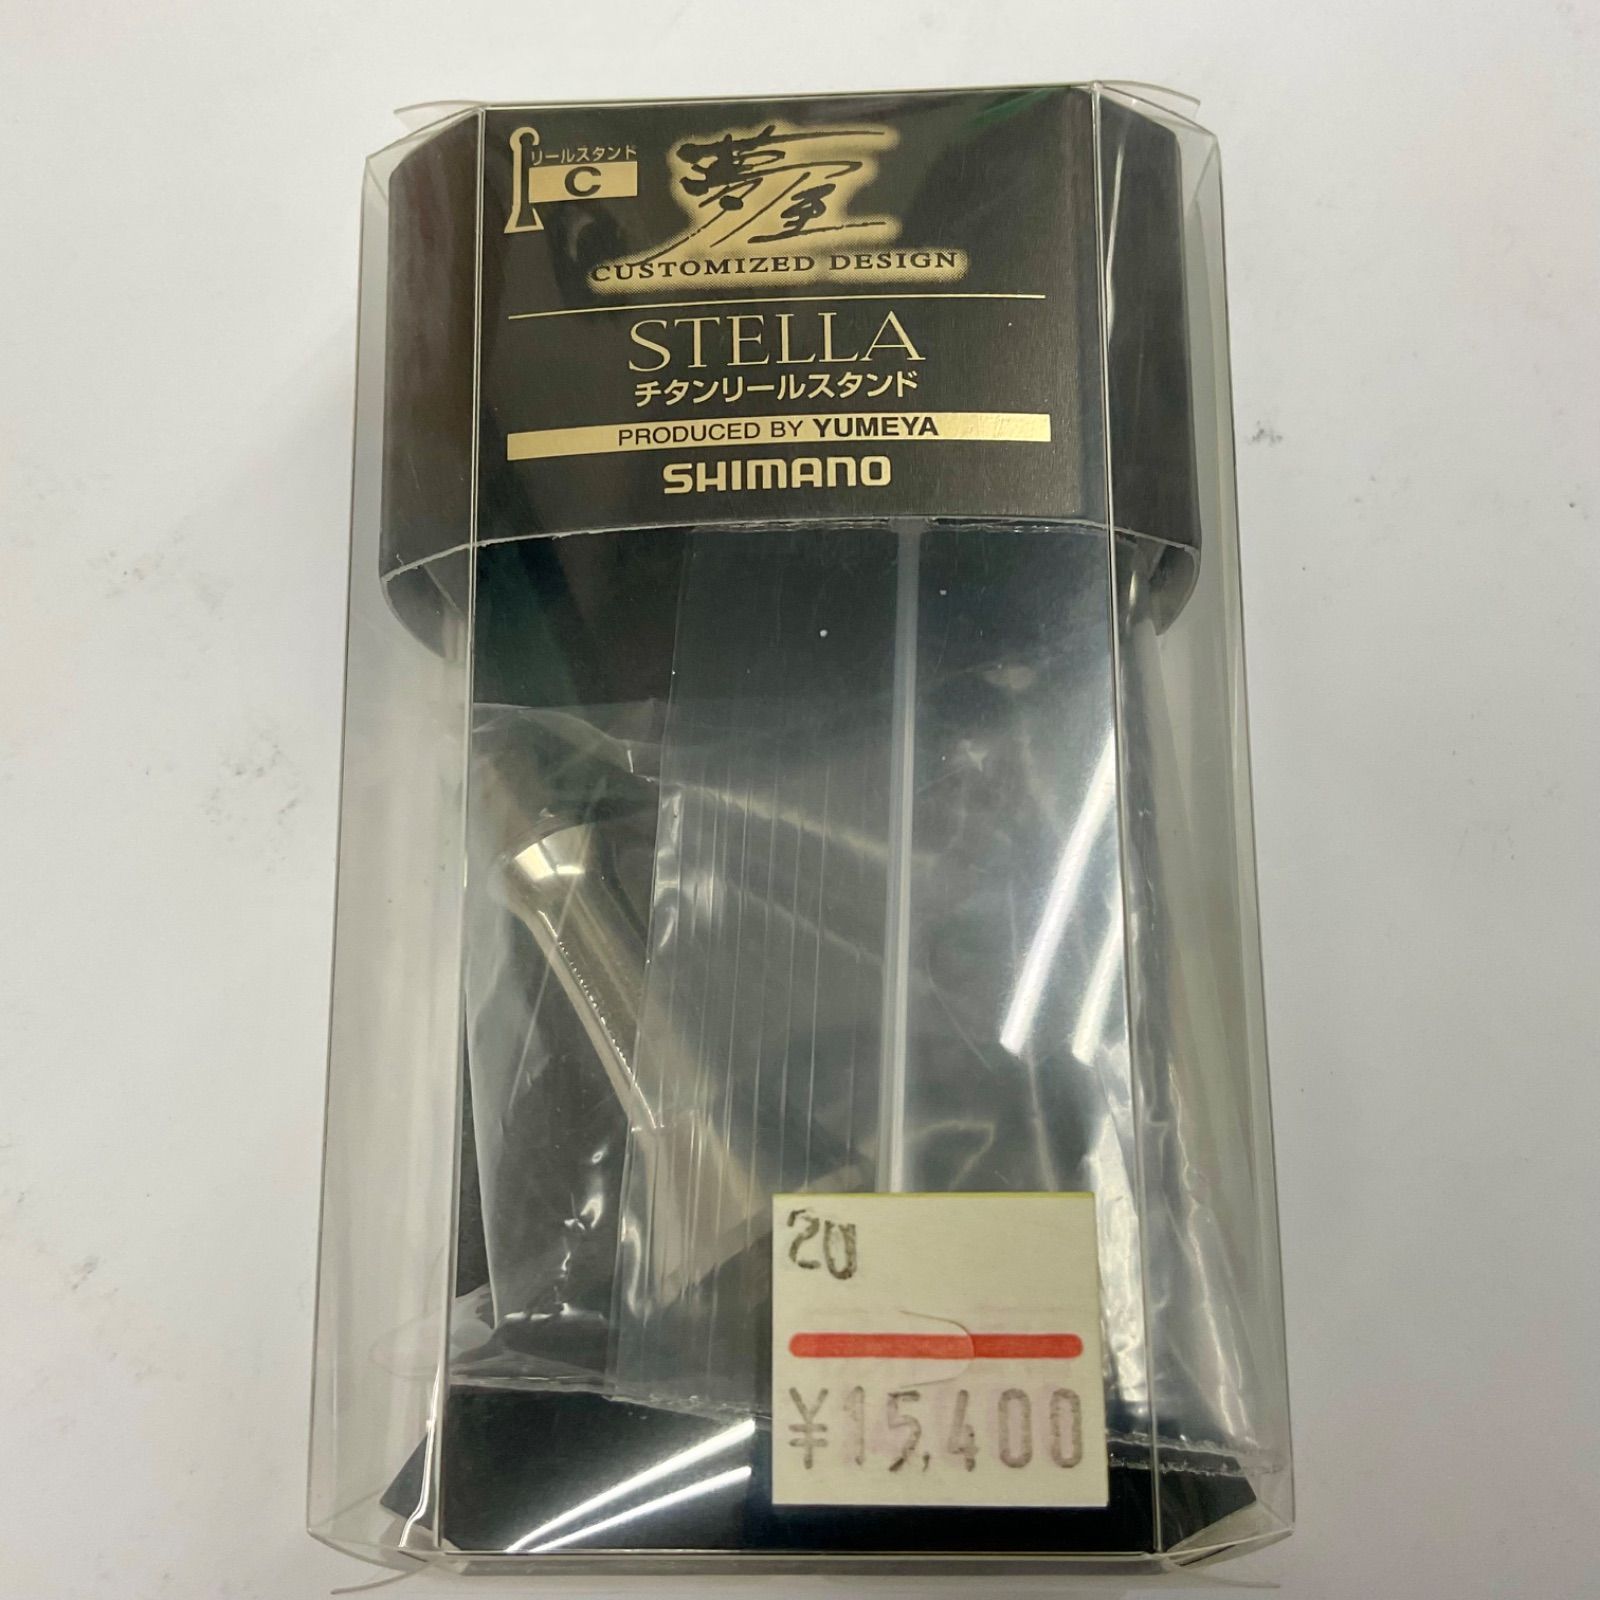 リールスタンド
C
夢屋
CUSTOMIZED DESIGN
STELLA
チタンリールスタンド
PRODUCED BY YUMEYA
SHIMANO
20
¥15,400